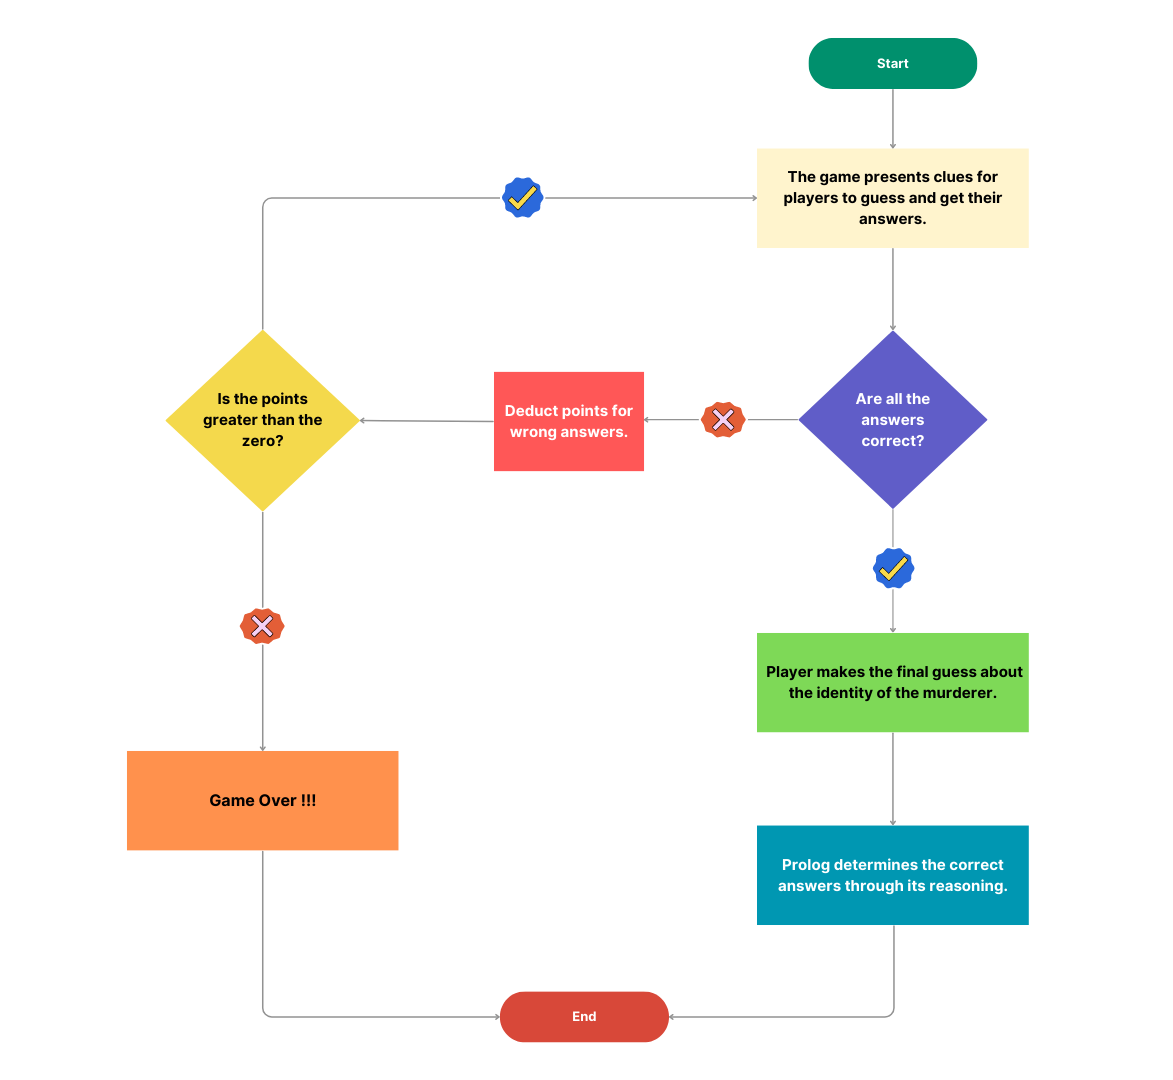 Start
The game presents clues for
players to guess and get their
answers.
Is the points
greater than the
zero?
Deduct points for
wrong answers.
Are all the
answers
correct?
Player makes the final guess about
the identity of the murderer.
Game Over !!!
Prolog determines the correct
answers through its reasoning.
End